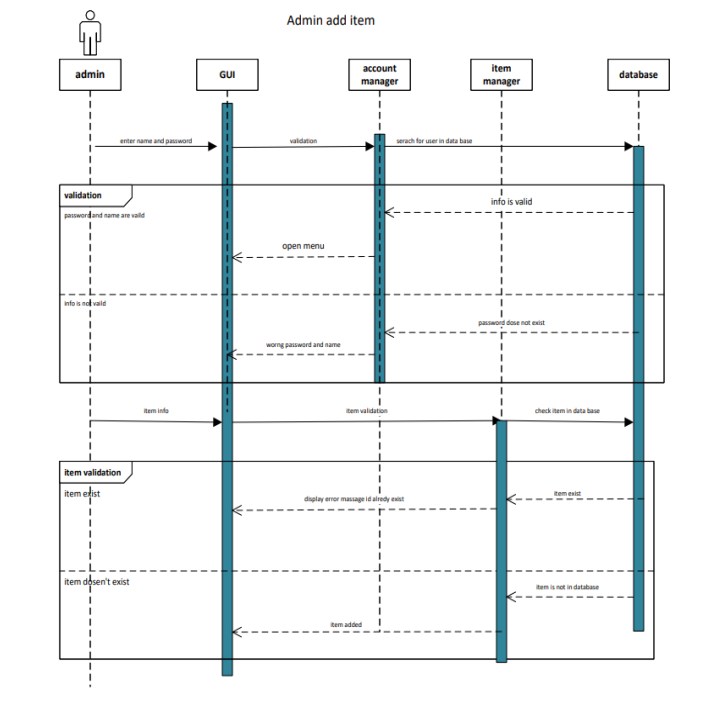 Admin add item
admin
GUI
account
manager
item
manager
database
enter name and password
validation
serach for user in data base
validation
password and name are vaild
info is valid
open menu
info is not vaild
password dose not exist
worng password and name
item info
item validation
check item in data base
item validation
item exist
item exist
display error massage id alredy exist
item dosen't exist
item is not in database
item added